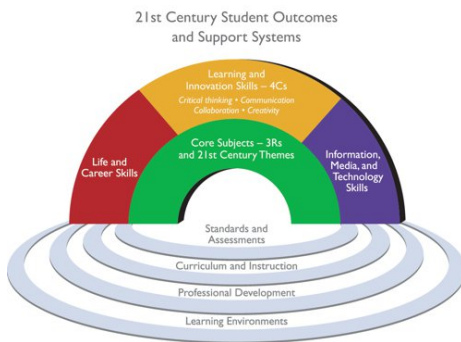 21st Century Student Outcomes
and Support Systems
Learning and
Innovation Skills – 4Cs
Critical thinking • Communication
Collaboration • Creativity
Core Subjects – 3Rs
and 21st Century Themes
Life and
Career Skills
Information,
Media, and
Technology
Skills
Standards and
Assessments
Curriculum and Instruction
Professional Development
Learning Environments